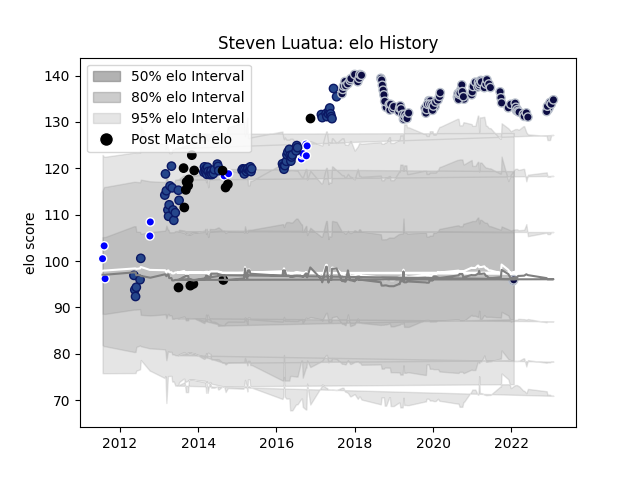 Steven Luatua: elo History
50% elo Interval
80% elo Interval
95% elo Interval
Post Match elo
elo score
140
130
120
110
100
90
80
70
2012 2014 2016 2018 2020 2022